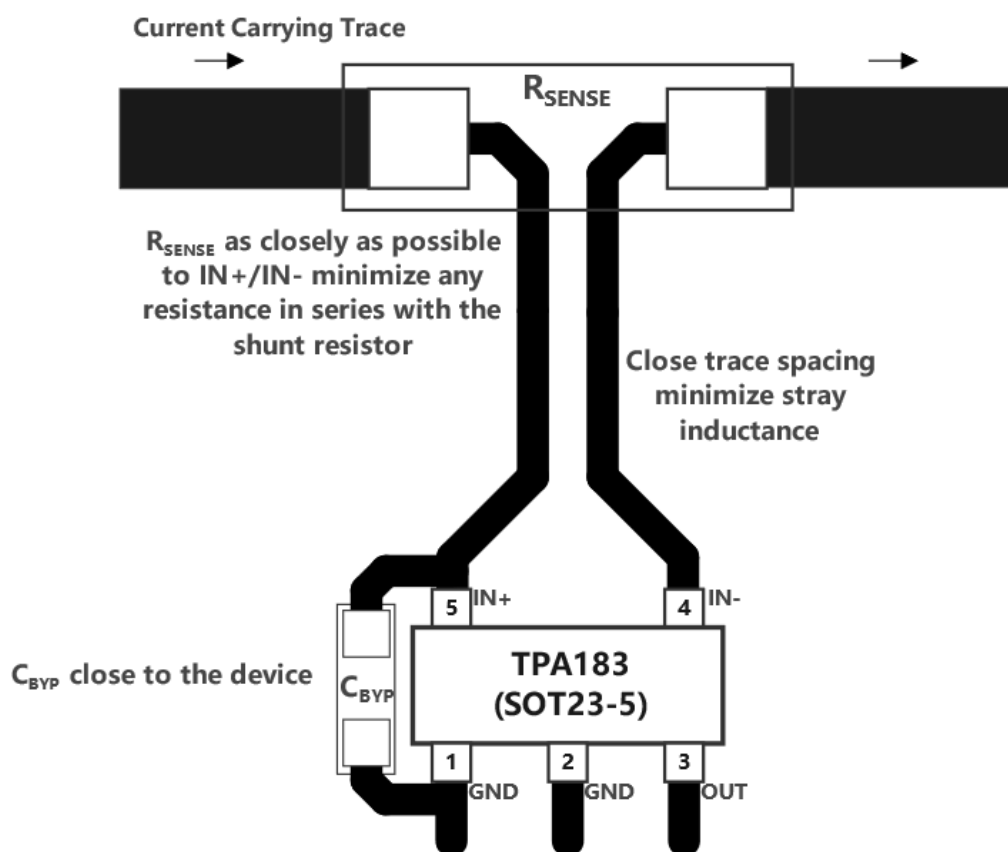 Current Carrying Trace
RSENSE
RSENSE as closely as possible
to IN+/IN- minimize any
resistance in series with the
shunt resistor
Close trace spacing
minimize stray
inductance
5 IN+
4 IN-
TPA183
(SOT23-5)
CBYP close to the device
CBYP
1
2
3
GND
GND
OUT